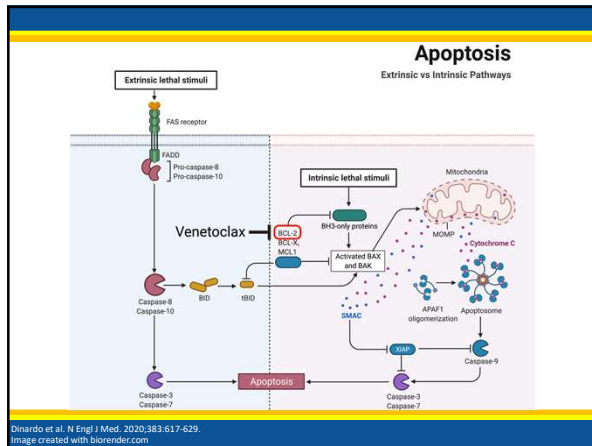 Apoptosis
Extrinsic vs Intrinsic Pathways
Extrinsic lethal stimuli
FAS receptor
FADD
Pro-caspase-8
Pro-caspase-10
Intrinsic lethal stimuli
Mitochondria
Venetoclax
BCL-2
BCL-X,
MCL1
BH3-only proteins
MOMP
Cytochrome C
Activated BAX
and BAK
Caspase-8
Caspase-10
BID
tBID
SMAC
APAF1
oligomerization
Apoptosome
XIAP
Caspase-9
Apoptosis
Caspase-3
Caspase-7
Caspase-3
Caspase-7
Dinardo et al. N Engl J Med. 2020;383:617-629.
Image created with biorender.com